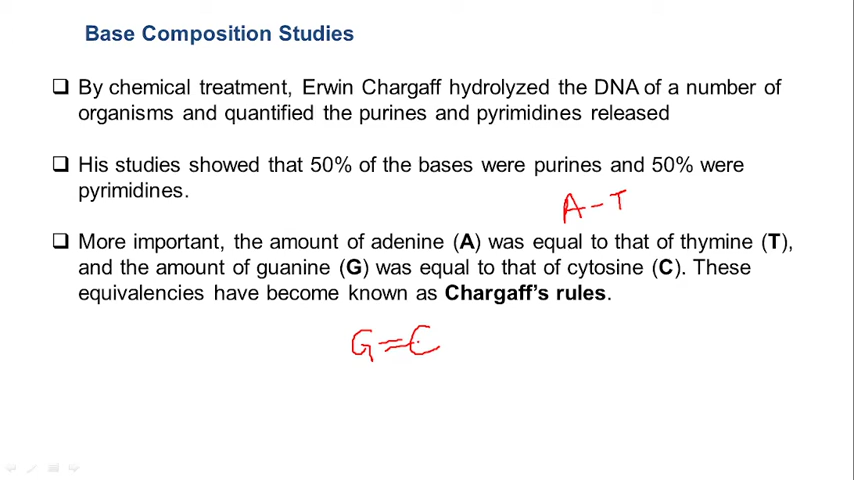 Base Composition Studies
❑ By chemical treatment, Erwin Chargaff hydrolyzed the DNA of a number of
organisms and quantified the purines and pyrimidines released
❑ His studies showed that 50% of the bases were purines and 50% were
pyrimidines.
A – T
❑ More important, the amount of adenine (A) was equal to that of thymine (T),
and the amount of guanine (G) was equal to that of cytosine (C). These
equivalencies have become known as Chargaff’s rules.
G = C